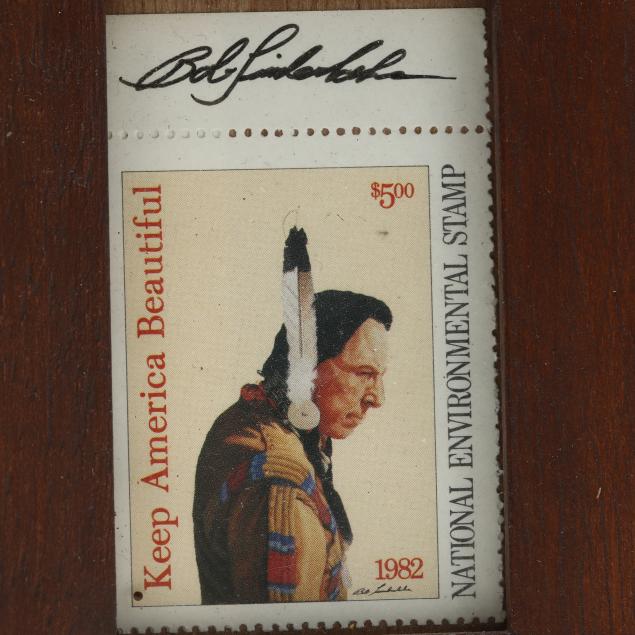 Keep America Beautiful
$5.00
1982
NATIONAL ENVIRONMENTAL STAMP